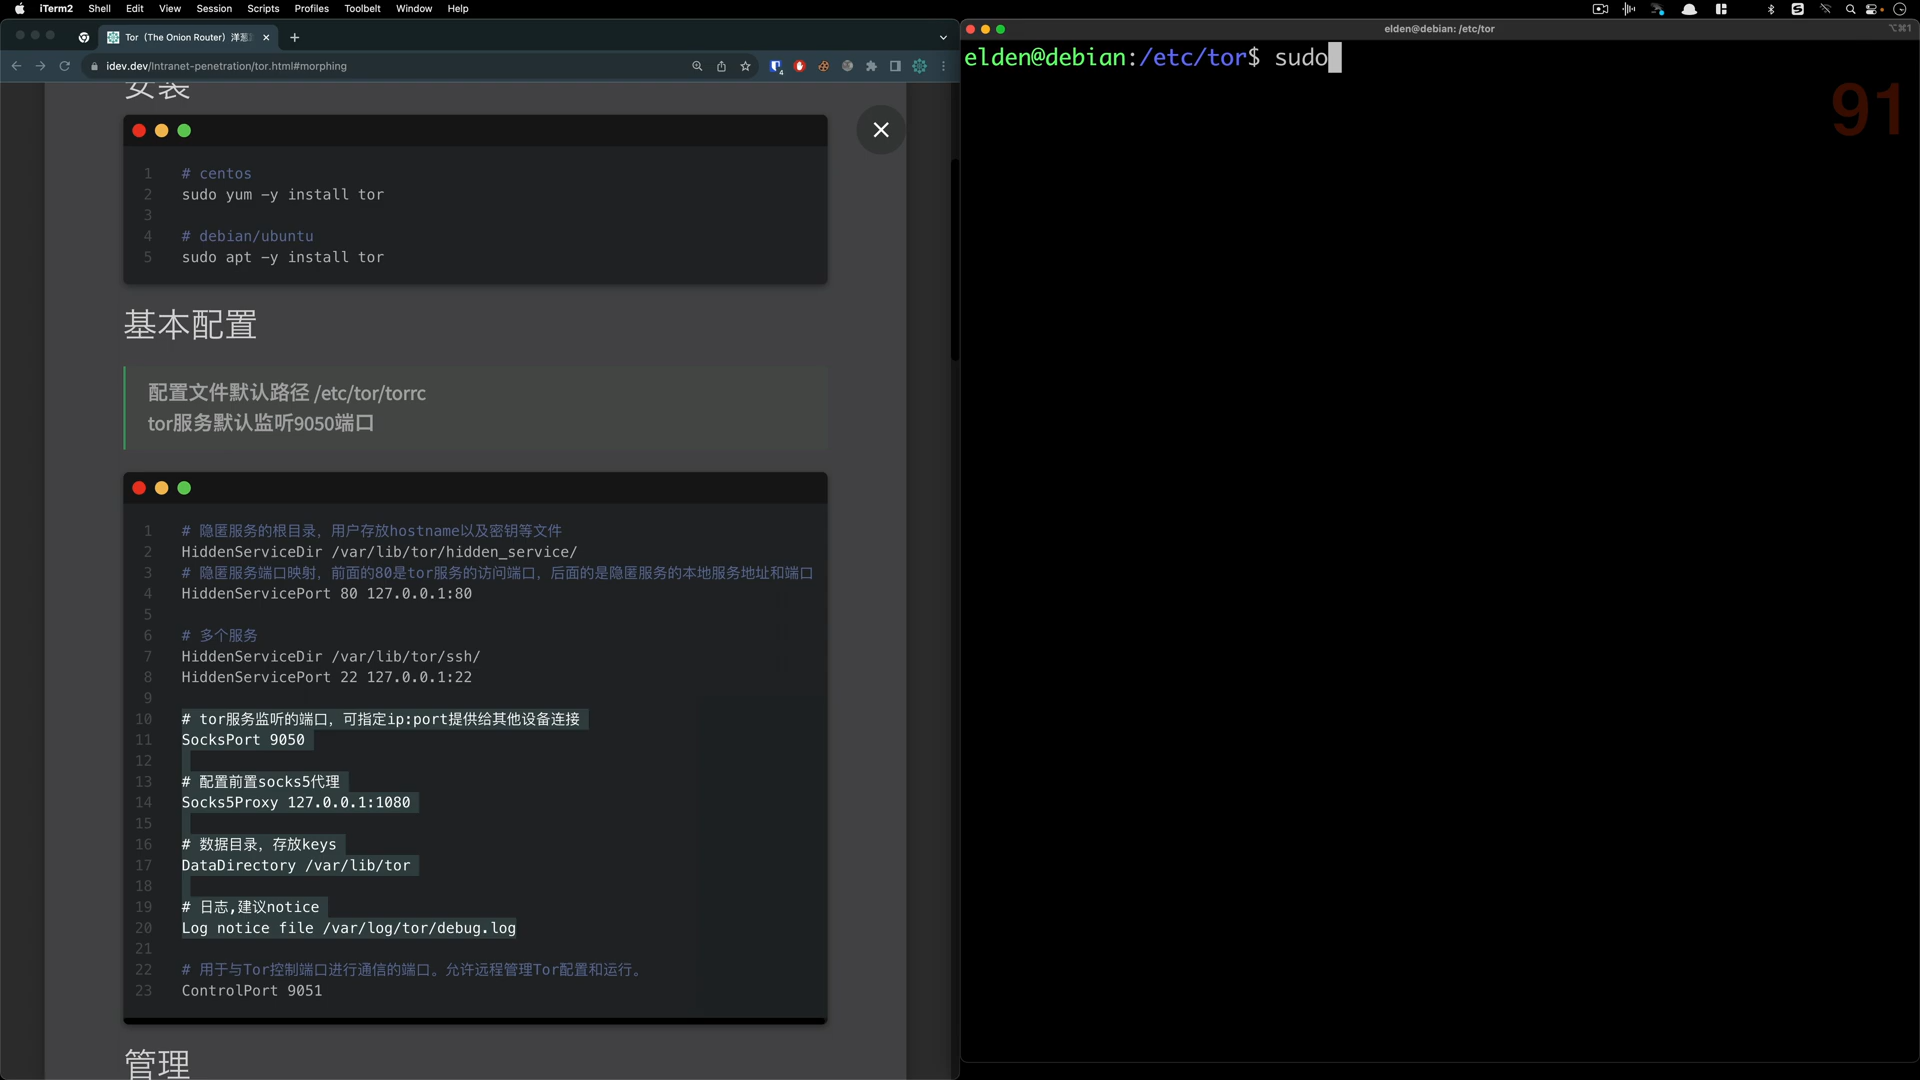 iTerm2 Shell Edit View Session Scripts Profiles Toolbelt Window Help
Tor（The Onion Router）洋葱
idev.dev/Intranet-penetration/tor.html#morphing
安装
1 # centos
2 sudo yum -y install tor
3
4 # debian/ubuntu
5 sudo apt -y install tor
基本配置
配置文件默认路径 /etc/tor/torrc
tor服务默认监听9050端口
1 # 隐匿服务的根目录，用户存放hostname以及密钥等文件
2 HiddenServiceDir /var/lib/tor/hidden_service/
3 # 隐匿服务端口映射，前面的80是tor服务的访问端口，后面的是隐匿服务的本地服务地址和端口
4 HiddenServicePort 80 127.0.0.1:80
5
6 # 多个服务
7 HiddenServiceDir /var/lib/tor/ssh/
8 HiddenServicePort 22 127.0.0.1:22
9
10 # tor服务监听的端口，可指定ip:port提供给其他设备连接
11 SocksPort 9050
12
13 # 配置前置socks5代理
14 Socks5Proxy 127.0.0.1:1080
15
16 # 数据目录，存放keys
17 DataDirectory /var/lib/tor
18
19 # 日志,建议notice
20 Log notice file /var/log/tor/debug.log
21
22 # 用于与Tor控制端口进行通信的端口。允许远程管理Tor配置和运行。
23 ControlPort 9051
管理
elden@debian: /etc/tor
⌥⌘1
elden@debian:/etc/tor$ sudo
91